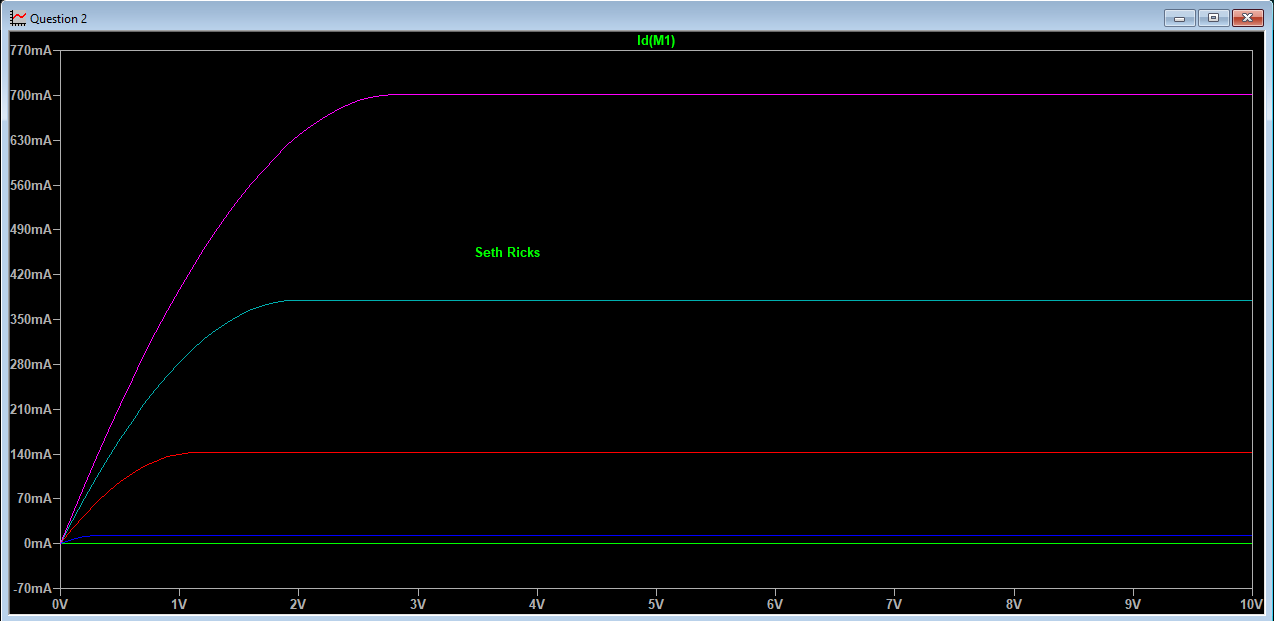 Question 2
Id(M1)
770mA
700mA
630mA
560mA
490mA
420mA
350mA
280mA
210mA
140mA
70mA
0mA
-70mA
Seth Ricks
0V 1V 2V 3V 4V 5V 6V 7V 8V 9V 10V